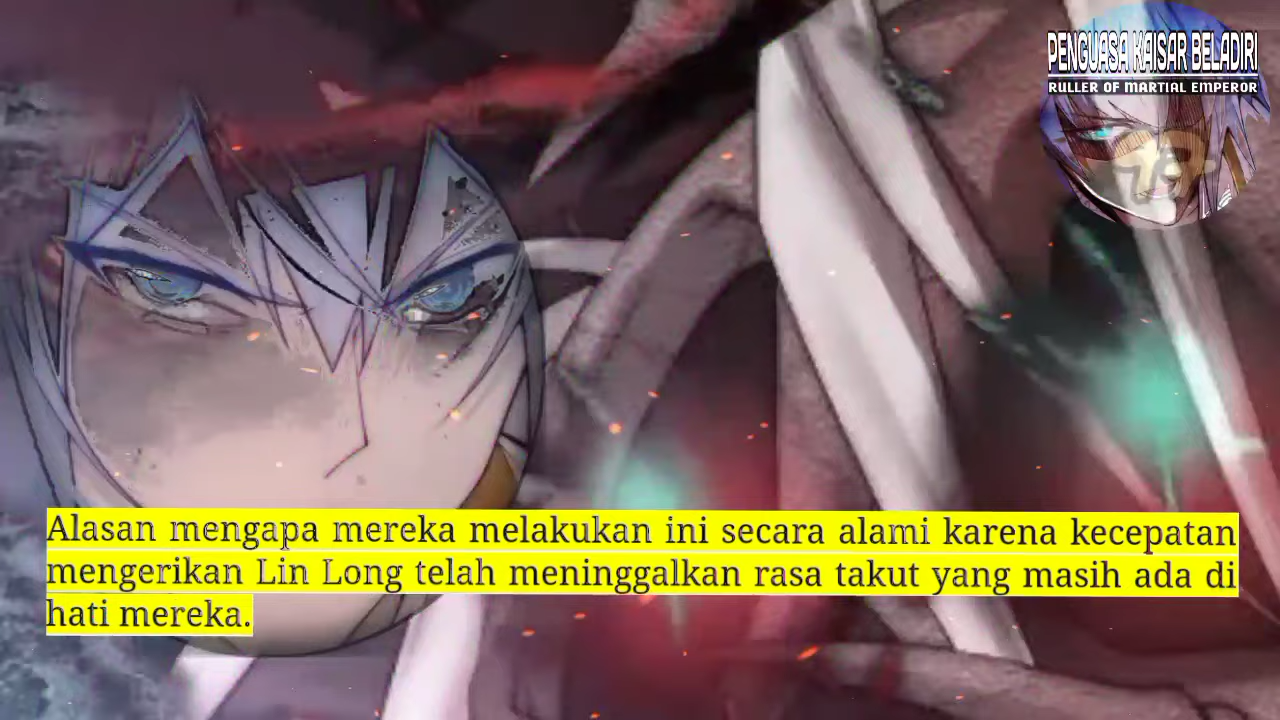 PENGUASA KAISAR BELADIRI
RULLER OF MARTIAL EMPEROR
Alasan mengapa mereka melakukan ini secara alami karena kecepatan
mengerikan Lin Long telah meninggalkan rasa takut yang masih ada di
hati mereka.